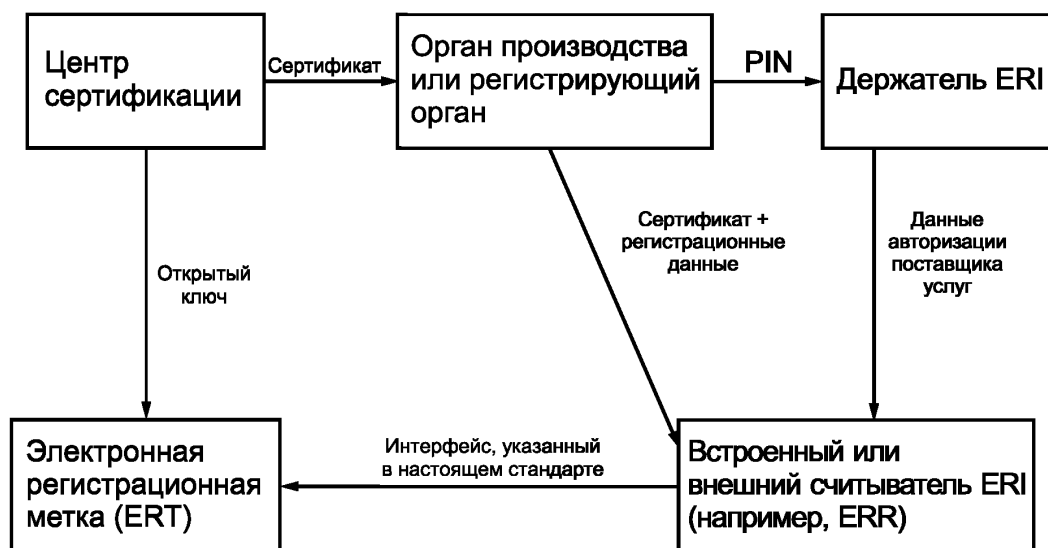 Центр
сертификации
Сертификат
Орган производства
или регистрирующий
орган
PIN
Держатель ERI
Открытый
ключ
Сертификат +
регистрационные
данные
Данные
авторизации
поставщика
услуг
Электронная
регистрационная
метка (ERT)
Интерфейс, указанный
в настоящем стандарте
Встроенный или
внешний считыватель ERI
(например, ERR)